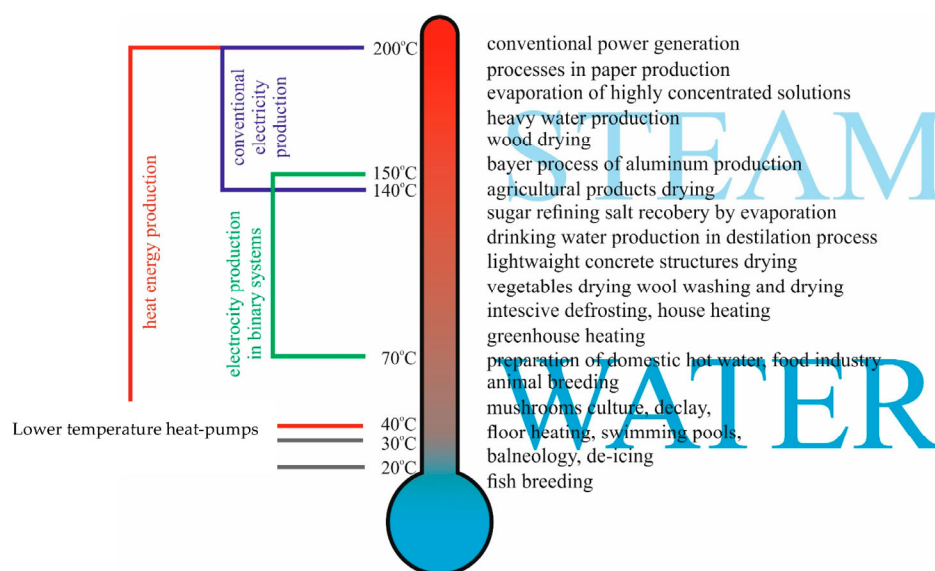 200°C
150°C
140°C
70°C
40°C
30°C
20°C
heat energy production
conventional
electricity
production
electrocity production
in binary systems
Lower temperature heat-pumps
conventional power generation
processes in paper production
evaporation of highly concentrated solutions
heavy water production
wood drying
bayer process of aluminum production
agricultural products drying
sugar refining salt recobery by evaporation
drinking water production in destilation process
lightweight concrete structures drying
vegetables drying wool washing and drying
intescive defrosting, house heating
greenhouse heating
preparation of domestic hot water, food industry
animal breeding
mushrooms culture, declay,
floor heating, swimming pools,
balneology, de-icing
fish breeding
STEAM
WATER